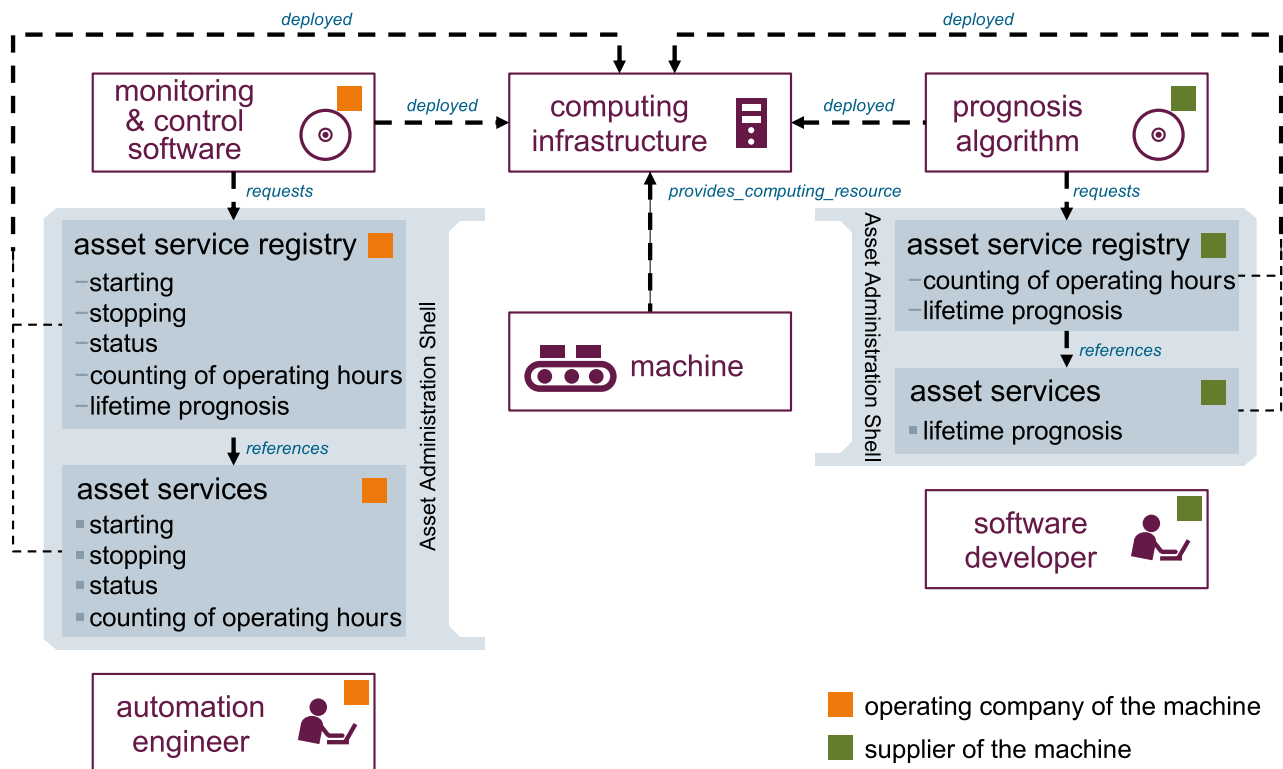 deployed
deployed
monitoring
& control
software
deployed
computing
infrastructure
deployed
prognosis
algorithm
requests
provides_computing_resource
requests
asset service registry
–starting
–stopping
–status
–counting of operating hours
–lifetime prognosis
references
asset services
▪starting
▪stopping
▪status
▪counting of operating hours
Asset Administration Shell
machine
Asset Administration Shell
asset service registry
–counting of operating hours
–lifetime prognosis
references
asset services
▪lifetime prognosis
software
developer
automation
engineer
operating company of the machine
supplier of the machine